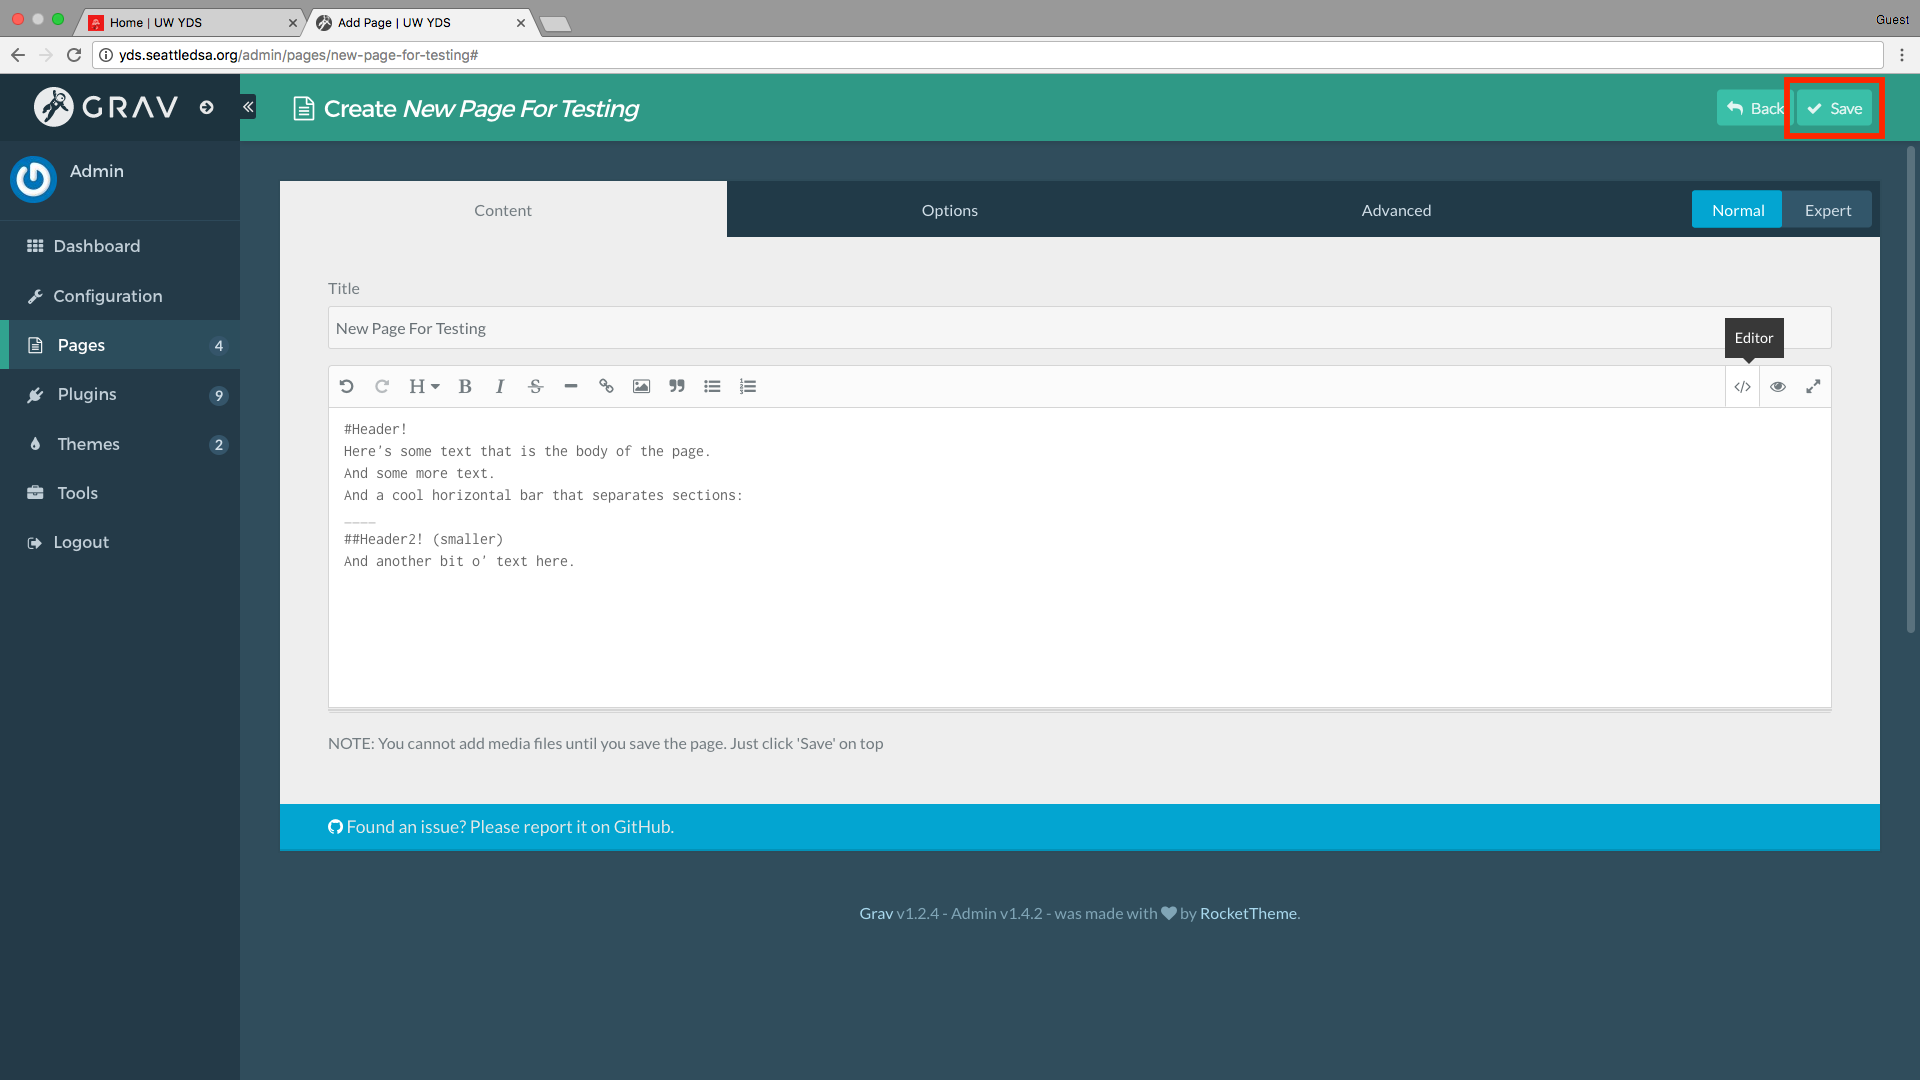 Home | UW YDS
Add Page | UW YDS
Guest
yds.seattledsa.org/admin/pages/new-page-for-testing#
GRAV
Create New Page For Testing
Back
Save
Admin
Dashboard
Configuration
Pages 4
Plugins 9
Themes 2
Tools
Logout
Content
Options
Advanced
Normal
Expert
Title
New Page For Testing
Editor
H B I S
#Header!
Here's some text that is the body of the page.
And some more text.
And a cool horizontal bar that separates sections:
____
##Header2! (smaller)
And another bit o' text here.
NOTE: You cannot add media files until you save the page. Just click 'Save' on top
Found an issue? Please report it on GitHub.
Grav v1.2.4 - Admin v1.4.2 - was made with by RocketTheme.